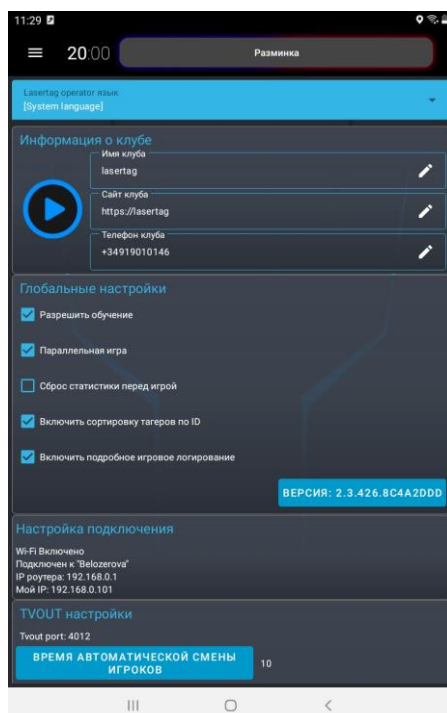 11:29
20:00
Разминка
Lasertag operator язык
[System language]
Информация о клубе
Имя клуба
lasertag
Сайт клуба
https://lasertag
Телефон клуба
+34919010146
Глобальные настройки
Разрешить обучение
Параллельная игра
Сброс статистики перед игрой
Включить сортировку тагеров по ID
Включить подробное игровое логирование
ВЕРСИЯ: 2.3.426.8C4A2DDD
Настройка подключения
Wi-Fi Включено
Подключен к "Belozerova"
IP роутера: 192.168.0.1
Мой IP: 192.168.0.101
TVOUT настройки
Tvout port: 4012
ВРЕМЯ АВТОМАТИЧЕСКОЙ СМЕНЫ
ИГРОКОВ
10